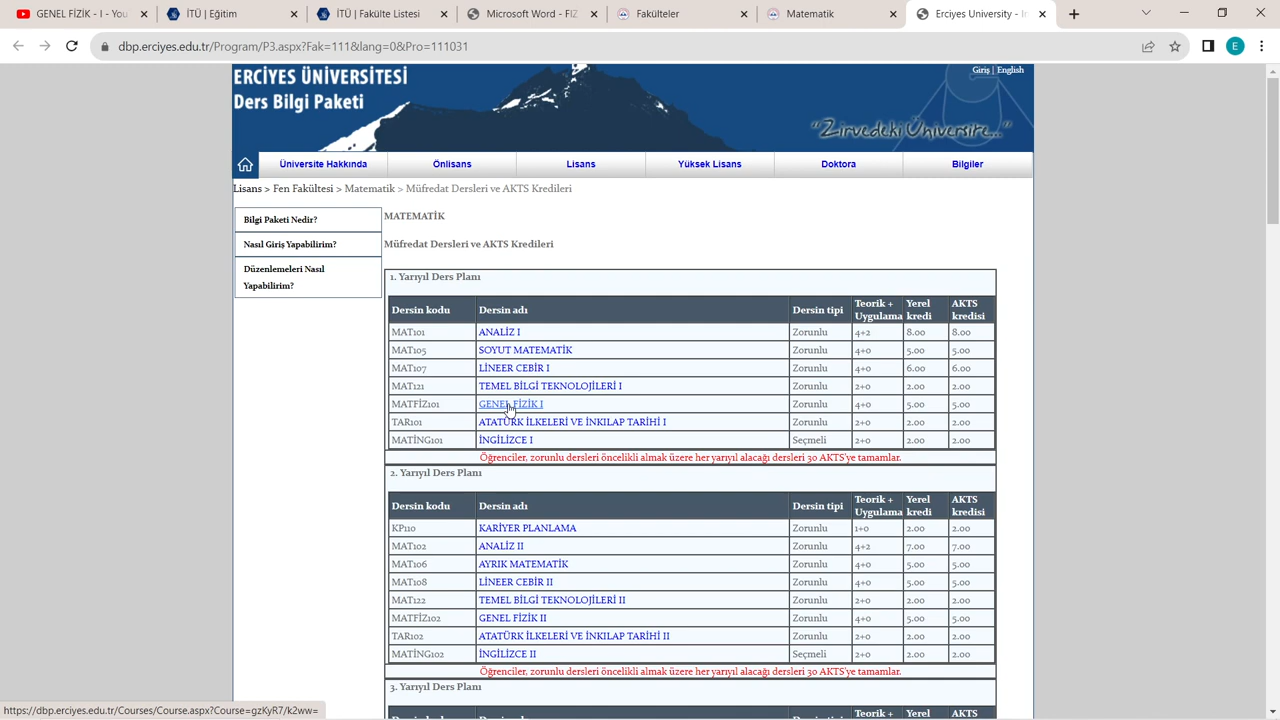 GENEL FİZİK - I - You
İTÜ | Eğitim
İTÜ | Fakülte Listesi
Microsoft Word - FIZ
Fakülteler
Matematik
Erciyes University - In
dbp.erciyes.edu.tr/Program/P3.aspx?Fak=111&lang=0&Pro=111031
E
ERCİYES ÜNİVERSİTESİ
Ders Bilgi Paketi
Giriş | English
“Zirvedeki Üniversite...”
Üniversite Hakkında Önlisans Lisans Yüksek Lisans Doktora Bilgiler
Lisans > Fen Fakültesi > Matematik > Müfredat Dersleri ve AKTS Kredileri
Bilgi Paketi Nedir?
Nasıl Giriş Yapabilirim?
Düzenlemeleri Nasıl
Yapabilirim?
MATEMATİK
Müfredat Dersleri ve AKTS Kredileri
1. Yarıyıl Ders Planı
Dersin kodu Dersin adı Dersin tipi Teorik + Uygulama Yerel kredi AKTS kredisi
MAT101 ANALİZ I Zorunlu 4+2 8.00 8.00
MAT105 SOYUT MATEMATİK Zorunlu 4+0 5.00 5.00
MAT107 LİNEER CEBİR I Zorunlu 4+0 6.00 6.00
MAT121 TEMEL BİLGİ TEKNOLOJİLERİ I Zorunlu 2+0 2.00 2.00
MATFİZ101 GENEL FİZİK I Zorunlu 4+0 5.00 5.00
TAR101 ATATÜRK İLKELERİ VE İNKILAP TARİHİ I Zorunlu 2+0 2.00 2.00
MATİNG101 İNGİLİZCE I Seçmeli 2+0 2.00 2.00
Öğrenciler, zorunlu dersleri öncelikli almak üzere her yarıyıl alacağı dersleri 30 AKTS'ye tamamlar.
2. Yarıyıl Ders Planı
Dersin kodu Dersin adı Dersin tipi Teorik + Uygulama Yerel kredi AKTS kredisi
KP110 KARİYER PLANLAMA Zorunlu 1+0 2.00 2.00
MAT102 ANALİZ II Zorunlu 4+2 7.00 7.00
MAT106 AYRIK MATEMATİK Zorunlu 4+0 5.00 5.00
MAT108 LİNEER CEBİR II Zorunlu 4+0 5.00 5.00
MAT122 TEMEL BİLGİ TEKNOLOJİLERİ II Zorunlu 2+0 2.00 2.00
MATFİZ102 GENEL FİZİK II Zorunlu 4+0 5.00 5.00
TAR102 ATATÜRK İLKELERİ VE İNKILAP TARİHİ II Zorunlu 2+0 2.00 2.00
MATİNG102 İNGİLİZCE II Seçmeli 2+0 2.00 2.00
Öğrenciler, zorunlu dersleri öncelikli almak üzere her yarıyıl alacağı dersleri 30 AKTS'ye tamamlar.
3. Yarıyıl Ders Planı
Teorik + Yerel AKTS
https://dbp.erciyes.edu.tr/Courses/Course.aspx?Course=gzKyR7/k2ww=